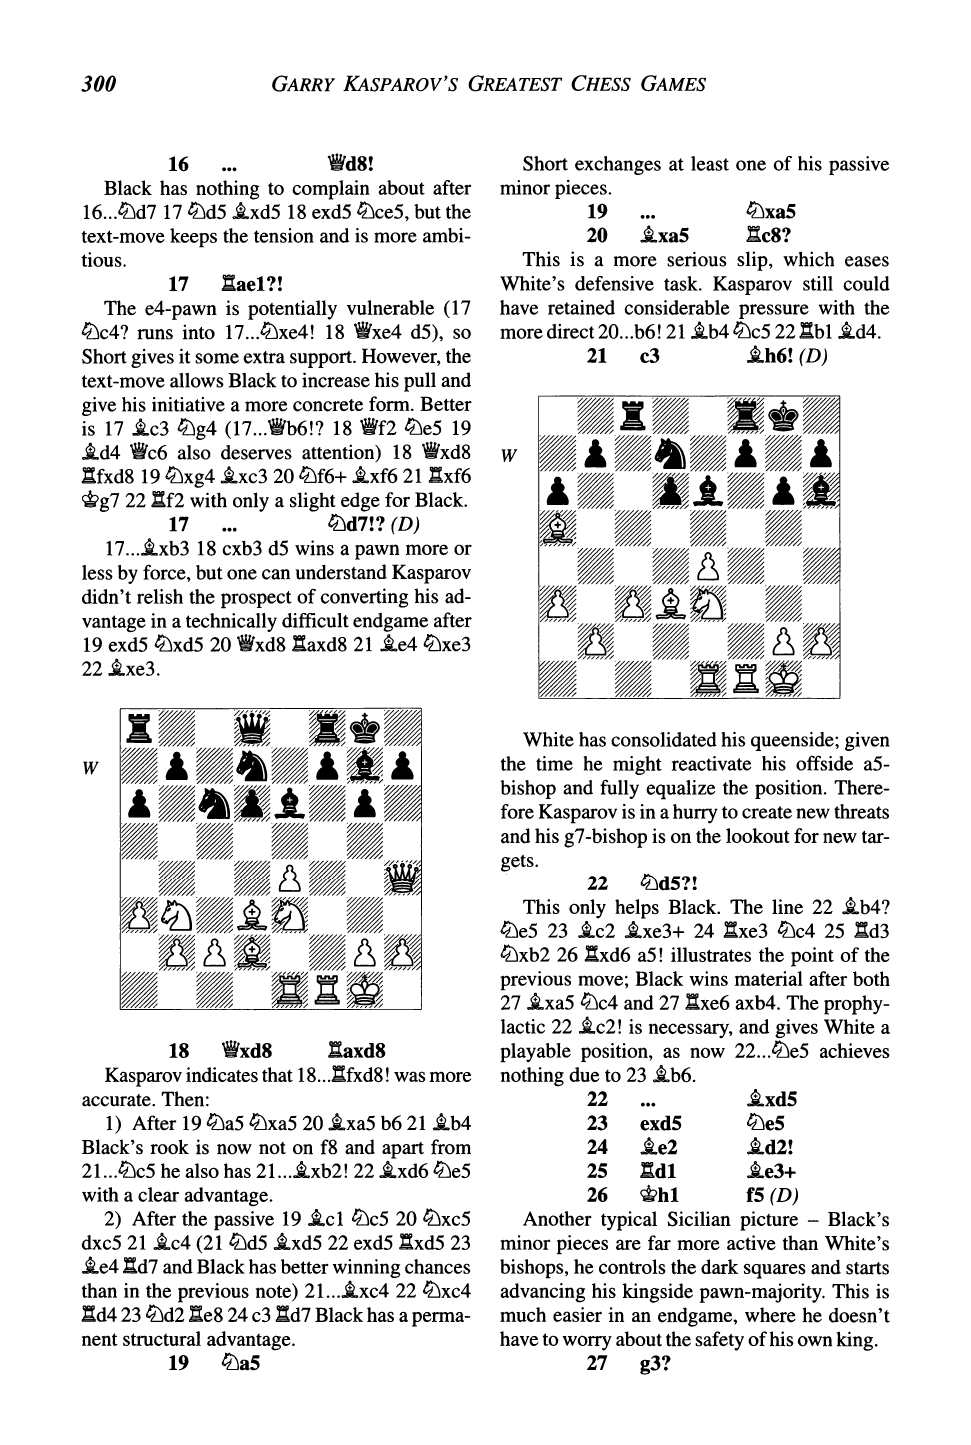 300
GARRY KASPAROV'S GREATEST CHESS GAMES
16 ... ♛d8!
Black has nothing to complain about after
16...♞d7 17 ♘d5 ♝xd5 18 exd5 ♞ce5, but the
text-move keeps the tension and is more ambi-
tious.
17 ♖ae1?!
The e4-pawn is potentially vulnerable (17
♘c4? runs into 17...♘xe4! 18 ♕xe4 d5), so
Short gives it some extra support. However, the
text-move allows Black to increase his pull and
give his initiative a more concrete form. Better
is 17 ♗c3 ♘g4 (17...♕b6!? 18 ♕f2 ♘e5 19
♗d4 ♕c6 also deserves attention) 18 ♕xd8
♖fxd8 19 ♘xg4 ♗xc3 20 ♘f6+ ♗xf6 21 ♖xf6
♔g7 22 ♖f2 with only a slight edge for Black.
17 ... ♘d7!? (D)
17...♗xb3 18 cxb3 d5 wins a pawn more or
less by force, but one can understand Kasparov
didn't relish the prospect of converting his ad-
vantage in a technically difficult endgame after
19 exd5 ♘xd5 20 ♕xd8 ♖axd8 21 ♗e4 ♘xe3
22 ♗xe3.
W
18 ♕xd8 ♖axd8
Kasparov indicates that 18...♖fxd8! was more
accurate. Then:
1) After 19 ♘a5 ♘xa5 20 ♗xa5 b6 21 ♗b4
Black's rook is now not on f8 and apart from
21...♘c5 he also has 21...♗xb2! 22 ♗xd6 ♘e5
with a clear advantage.
2) After the passive 19 ♗c1 ♘c5 20 ♘xc5
dxc5 21 ♗c4 (21 ♘d5 ♗xd5 22 exd5 ♖xd5 23
♗e4 ♖d7 and Black has better winning chances
than in the previous note) 21...♗xc4 22 ♘xc4
♖d4 23 ♘d2 ♖e8 24 c3 ♖d7 Black has a perma-
nent structural advantage.
19 ♘a5
Short exchanges at least one of his passive
minor pieces.
19 ... ♘xa5
20 ♗xa5 ♖c8?
This is a more serious slip, which eases
White's defensive task. Kasparov still could
have retained considerable pressure with the
more direct 20...b6! 21 ♗b4 ♘c5 22 ♖b1 ♗d4.
21 c3 ♗h6! (D)
W
White has consolidated his queenside; given
the time he might reactivate his offside a5-
bishop and fully equalize the position. There-
fore Kasparov is in a hurry to create new threats
and his g7-bishop is on the lookout for new tar-
gets.
22 ♘d5?!
This only helps Black. The line 22 ♗b4?
♘e5 23 ♗c2 ♗xe3+ 24 ♖xe3 ♘c4 25 ♖d3
♘xb2 26 ♖xd6 a5! illustrates the point of the
previous move; Black wins material after both
27 ♗xa5 ♘c4 and 27 ♖xe6 axb4. The prophy-
lactic 22 ♗c2! is necessary, and gives White a
playable position, as now 22...♘e5 achieves
nothing due to 23 ♗b6.
22 ... ♗xd5
23 exd5 ♘e5
24 ♗e2 ♗d2!
25 ♖d1 ♗e3+
26 ♔h1 f5 (D)
Another typical Sicilian picture – Black's
minor pieces are far more active than White's
bishops, he controls the dark squares and starts
advancing his kingside pawn-majority. This is
much easier in an endgame, where he doesn't
have to worry about the safety of his own king.
27 g3?